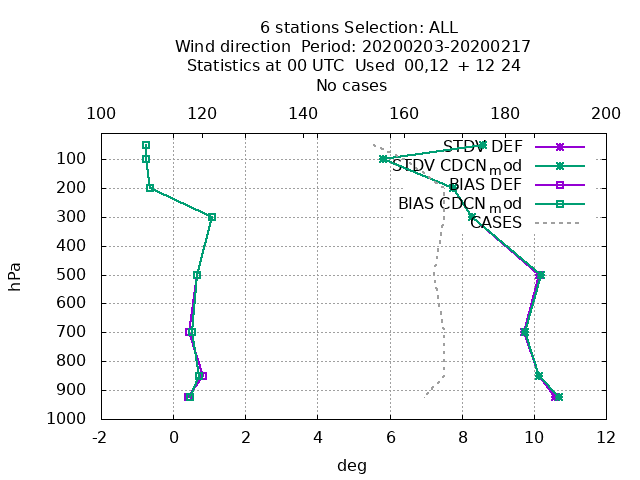 6 stations Selection: ALL
Wind direction  Period: 20200203-20200217
Statistics at 00 UTC  Used  00,12  + 12 24
No cases
100 120 140 160 180 200
STDV DEF
STDV CDCNmod
BIAS DEF
BIAS CDCNmod
CASES
hPa
100
200
300
400
500
600
700
800
900
1000
-2 0 2 4 6 8 10 12
deg